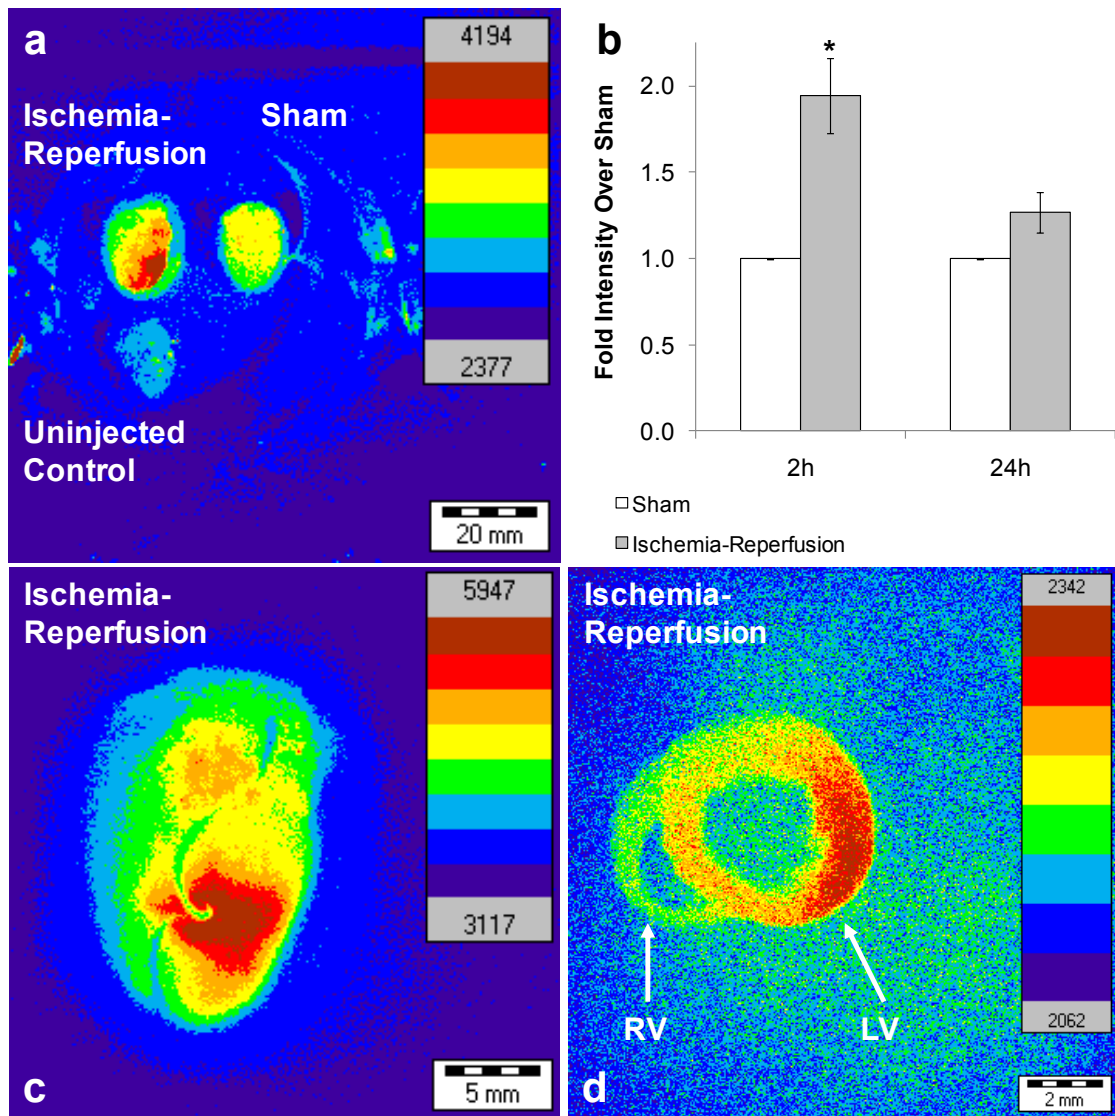 a
Ischemia-
Reperfusion
Sham
4194
2377
Uninjected
Control
20 mm
b
Fold Intensity Over Sham
2.0
1.5
1.0
0.5
0.0
*
2h
24h
Sham
Ischemia-Reperfusion
Ischemia-
Reperfusion
5947
3117
c
5 mm
Ischemia-
Reperfusion
2342
2062
RV
LV
d
2 mm